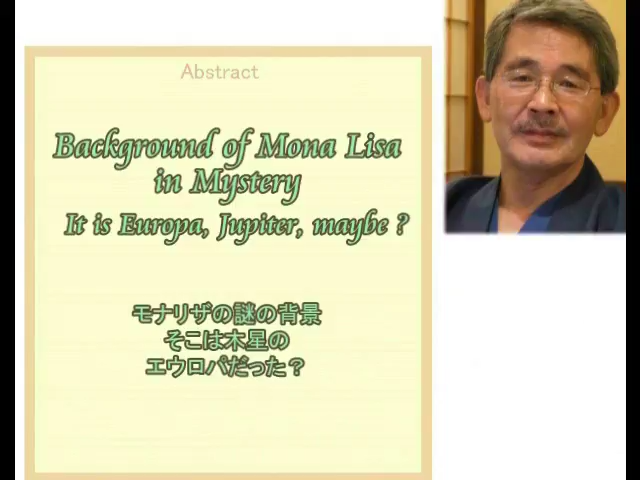 Abstract
Background of Mona Lisa
in Mystery
It is Europa, Jupiter, maybe ?
モナリザの謎の背景
そこは木星の
エウロパだった？